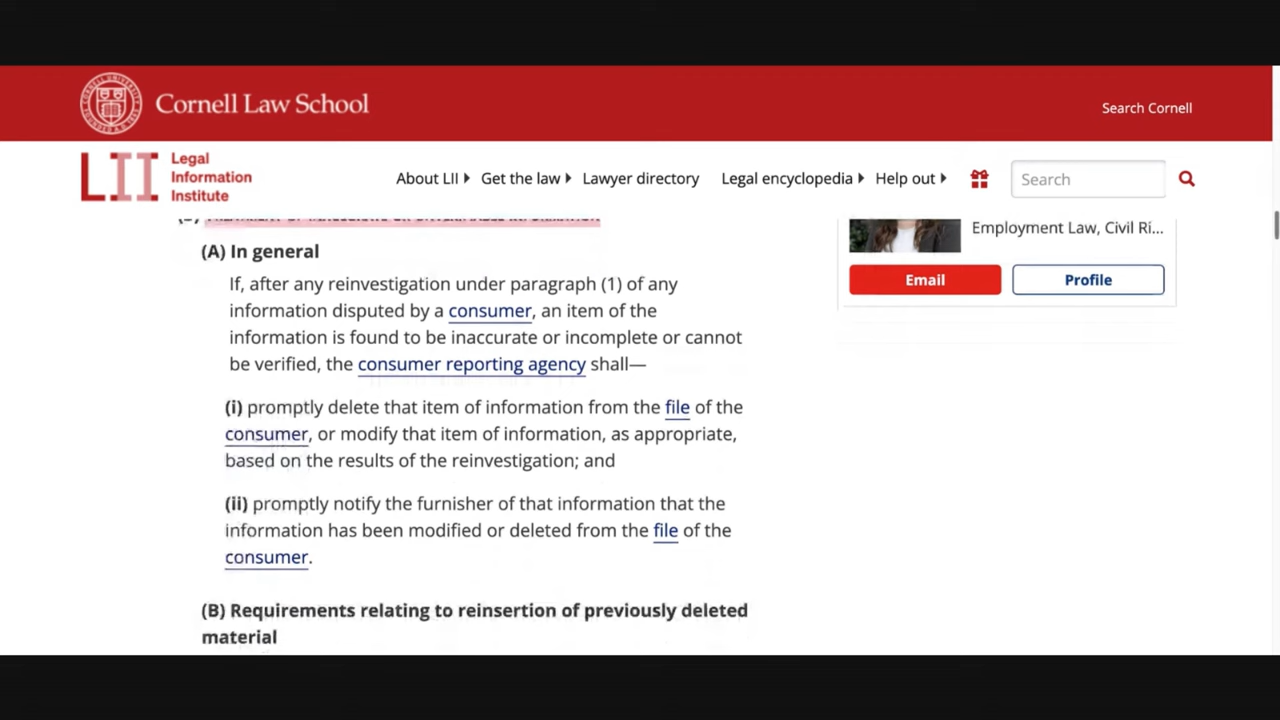 Cornell Law School
Search Cornell
LII
Legal
Information
Institute
About LII
Get the law
Lawyer directory
Legal encyclopedia
Help out
Search
Employment Law, Civil Ri...
Email
Profile
(A) In general
If, after any reinvestigation under paragraph (1) of any
information disputed by a consumer, an item of the
information is found to be inaccurate or incomplete or cannot
be verified, the consumer reporting agency shall—
(i) promptly delete that item of information from the file of the
consumer, or modify that item of information, as appropriate,
based on the results of the reinvestigation; and
(ii) promptly notify the furnisher of that information that the
information has been modified or deleted from the file of the
consumer.
(B) Requirements relating to reinsertion of previously deleted
material